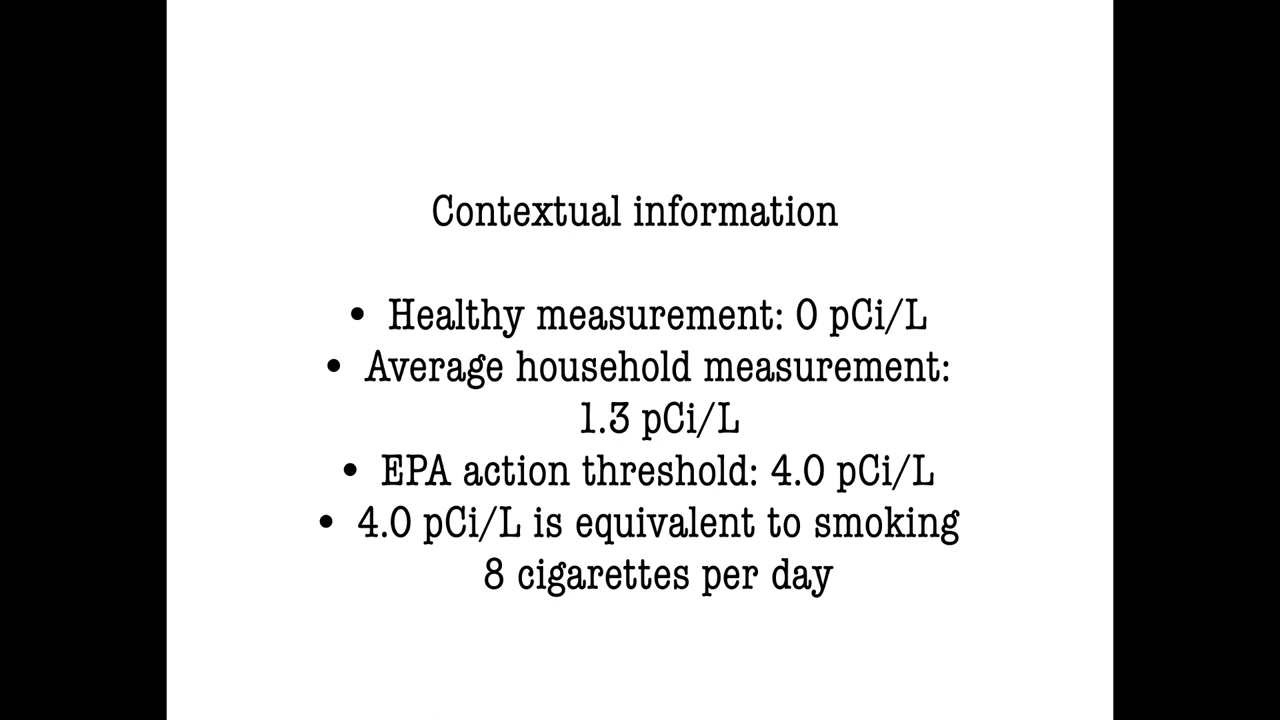 Contextual information
• Healthy measurement: 0 pCi/L
• Average household measurement:
1.3 pCi/L
• EPA action threshold: 4.0 pCi/L
• 4.0 pCi/L is equivalent to smoking
8 cigarettes per day